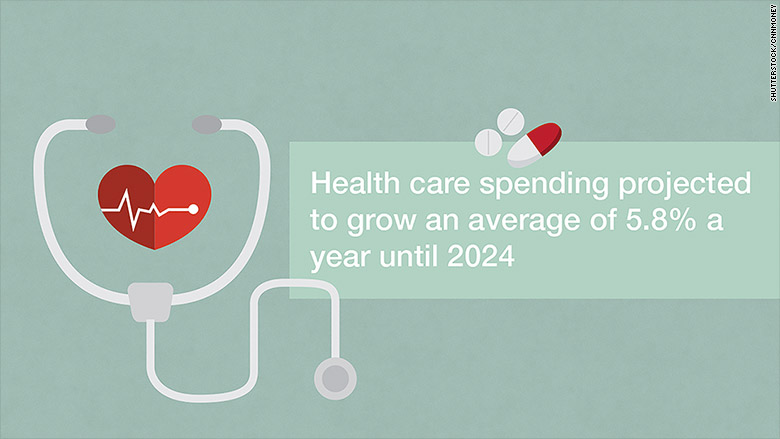 Health care spending projected
to grow an average of 5.8% a
year until 2024
SHUTTERSTOCK/CNNMONEY